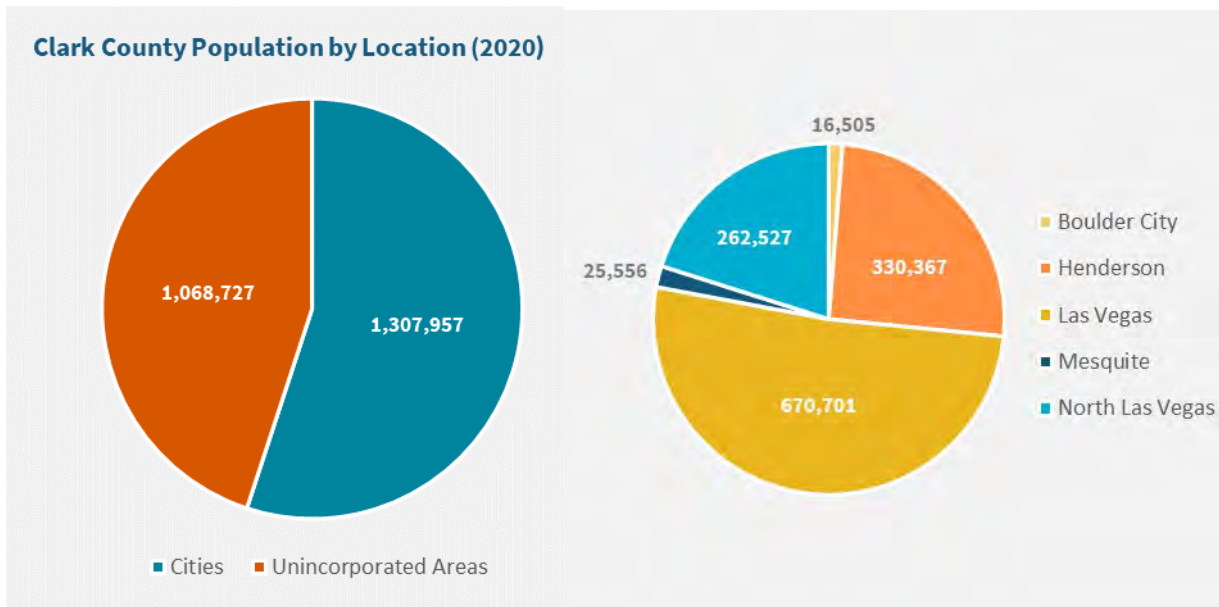 Clark County Population by Location (2020)
1,068,727
1,307,957
Cities
Unincorporated Areas
16,505
262,527
330,367
25,556
670,701
Boulder City
Henderson
Las Vegas
Mesquite
North Las Vegas